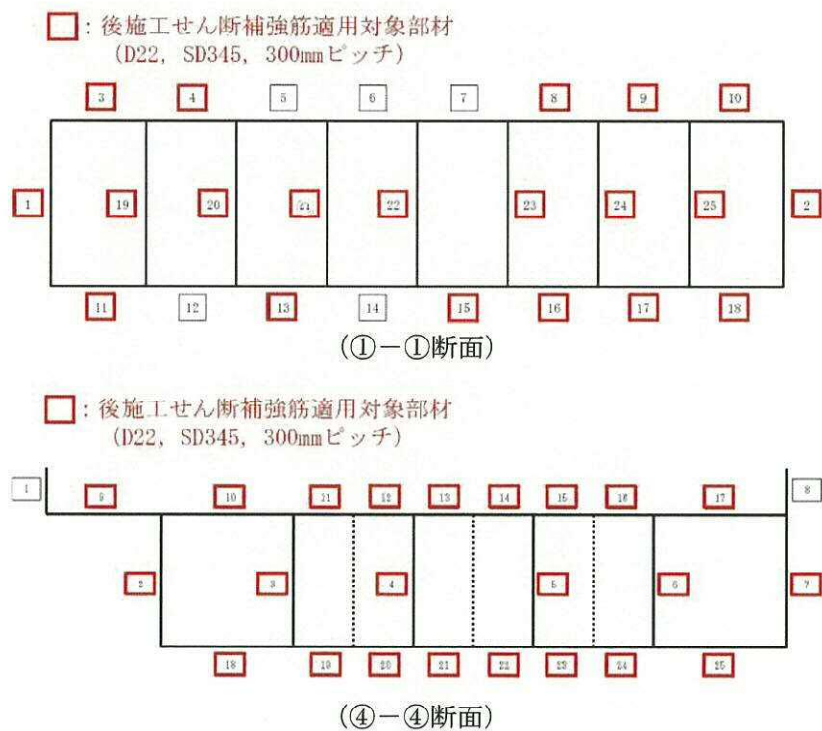 ：後施工せん断補強筋適用対象部材
(D22, SD345, 300mmピッチ)
3 4 5 6 7 8 9 10
1 19 20 21 22 23 24 25 2
11 12 13 14 15 16 17 18
(①－①断面)
：後施工せん断補強筋適用対象部材
(D22, SD345, 300mmピッチ)
1 9 10 11 12 13 14 15 16 17 8
2 3 4 5 6 7
18 19 20 21 22 23 24 25
(④－④断面)